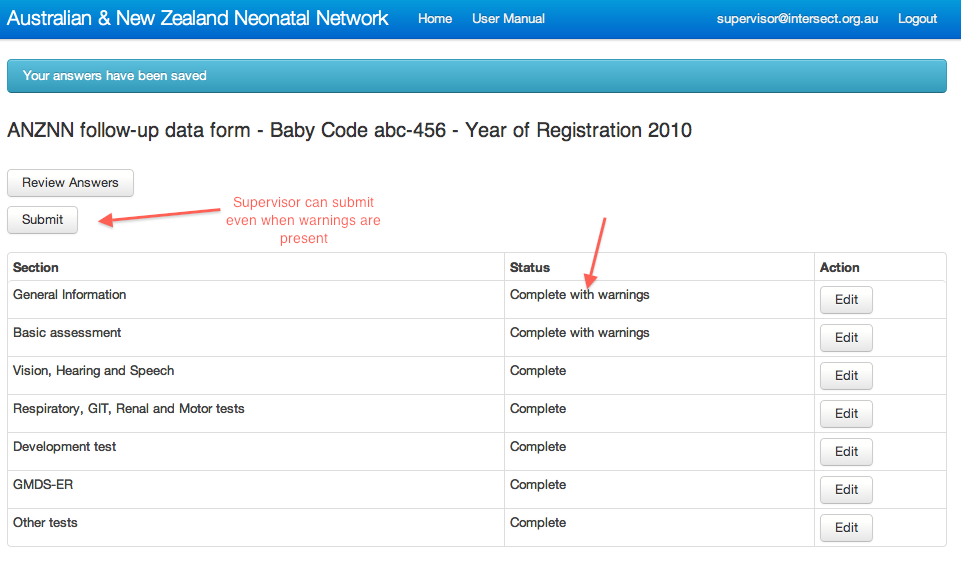 Australian & New Zealand Neonatal Network Home User Manual supervisor@intersect.org.au Logout
Your answers have been saved
ANZNN follow-up data form - Baby Code abc-456 - Year of Registration 2010
Review Answers
Submit
Supervisor can submit
even when warnings are
present
Section Status Action
General Information Complete with warnings Edit
Basic assessment Complete with warnings Edit
Vision, Hearing and Speech Complete Edit
Respiratory, GIT, Renal and Motor tests Complete Edit
Development test Complete Edit
GMDS-ER Complete Edit
Other tests Complete Edit